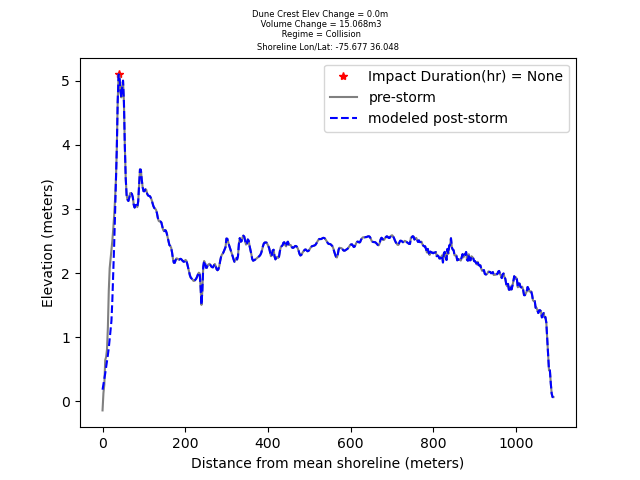 Dune Crest Elev Change = 0.0m
Volume Change = 15.068m3
Regime = Collision
Shoreline Lon/Lat: -75.677 36.048
Impact Duration(hr) = None
pre-storm
modeled post-storm
Elevation (meters)
5
4
3
2
1
0
0 200 400 600 800 1000
Distance from mean shoreline (meters)